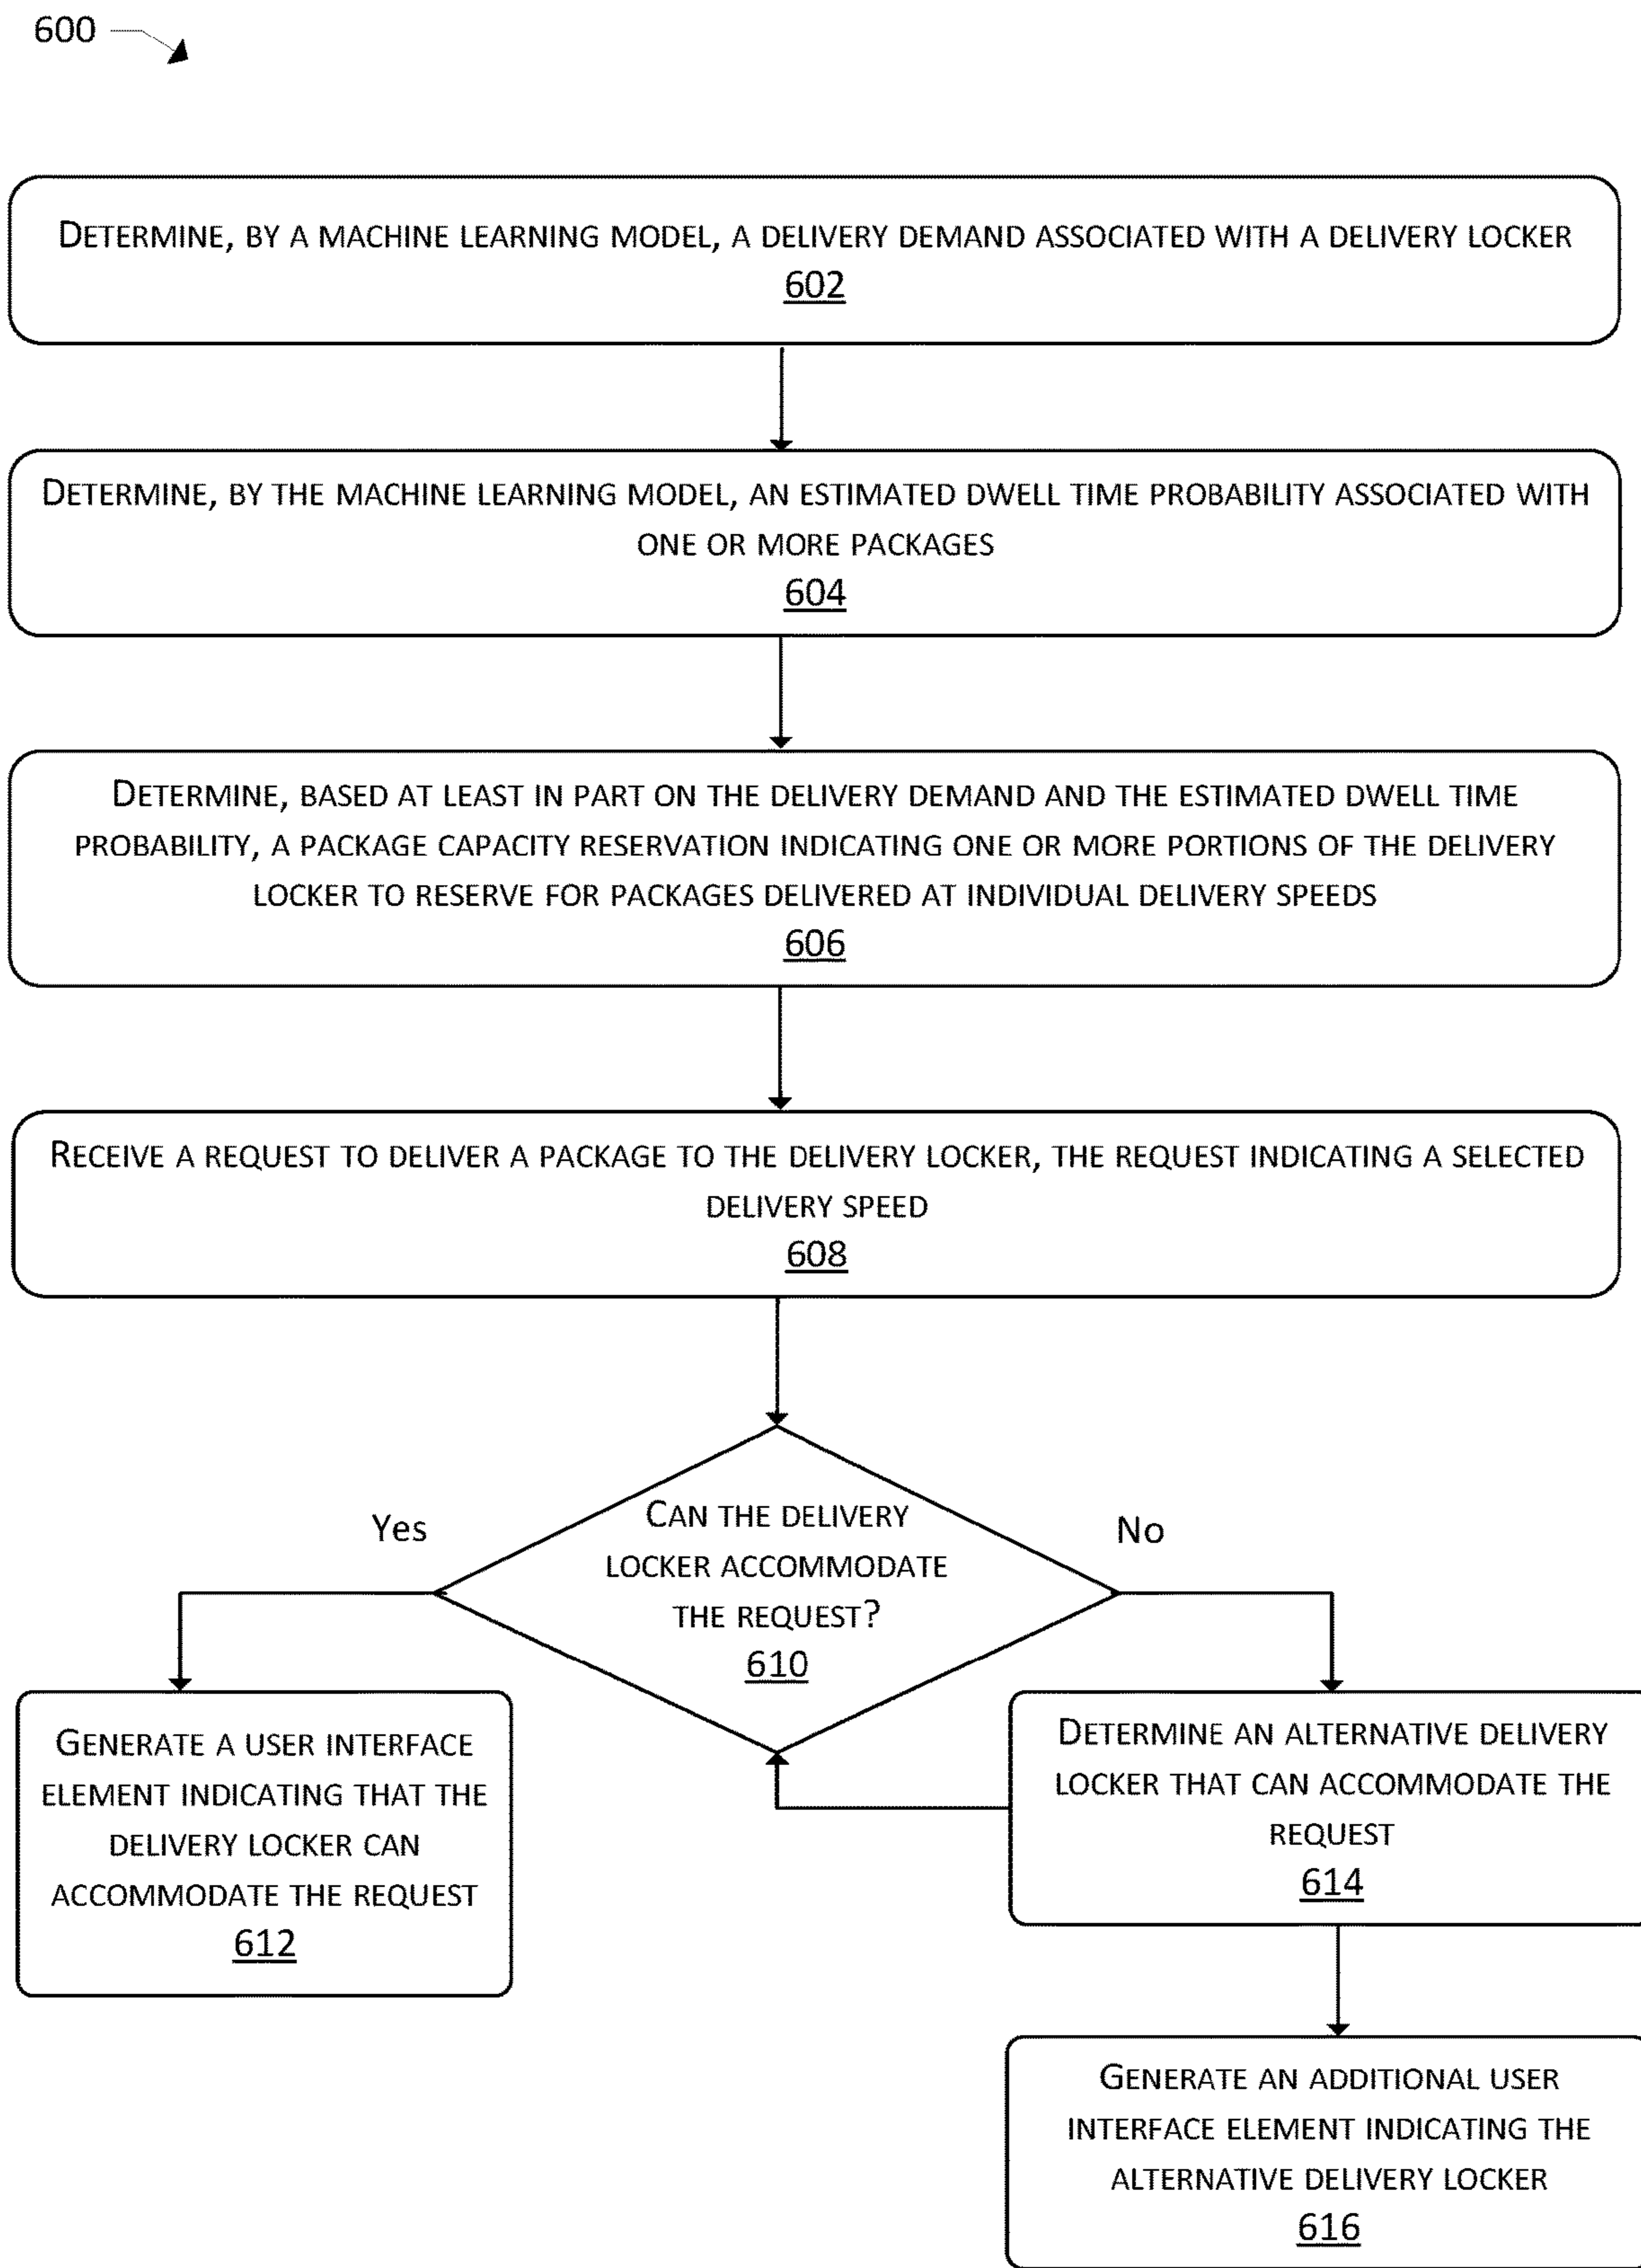 600
DETERMINE, BY A MACHINE LEARNING MODEL, A DELIVERY DEMAND ASSOCIATED WITH A DELIVERY LOCKER
602
DETERMINE, BY THE MACHINE LEARNING MODEL, AN ESTIMATED DWELL TIME PROBABILITY ASSOCIATED WITH
ONE OR MORE PACKAGES
604
DETERMINE, BASED AT LEAST IN PART ON THE DELIVERY DEMAND AND THE ESTIMATED DWELL TIME
PROBABILITY, A PACKAGE CAPACITY RESERVATION INDICATING ONE OR MORE PORTIONS OF THE DELIVERY
LOCKER TO RESERVE FOR PACKAGES DELIVERED AT INDIVIDUAL DELIVERY SPEEDS
606
RECEIVE A REQUEST TO DELIVER A PACKAGE TO THE DELIVERY LOCKER, THE REQUEST INDICATING A SELECTED
DELIVERY SPEED
608
CAN THE DELIVERY
LOCKER ACCOMMODATE
THE REQUEST?
610
Yes
No
GENERATE A USER INTERFACE
ELEMENT INDICATING THAT THE
DELIVERY LOCKER CAN
ACCOMMODATE THE REQUEST
612
DETERMINE AN ALTERNATIVE DELIVERY
LOCKER THAT CAN ACCOMMODATE THE
REQUEST
614
GENERATE AN ADDITIONAL USER
INTERFACE ELEMENT INDICATING THE
ALTERNATIVE DELIVERY LOCKER
616